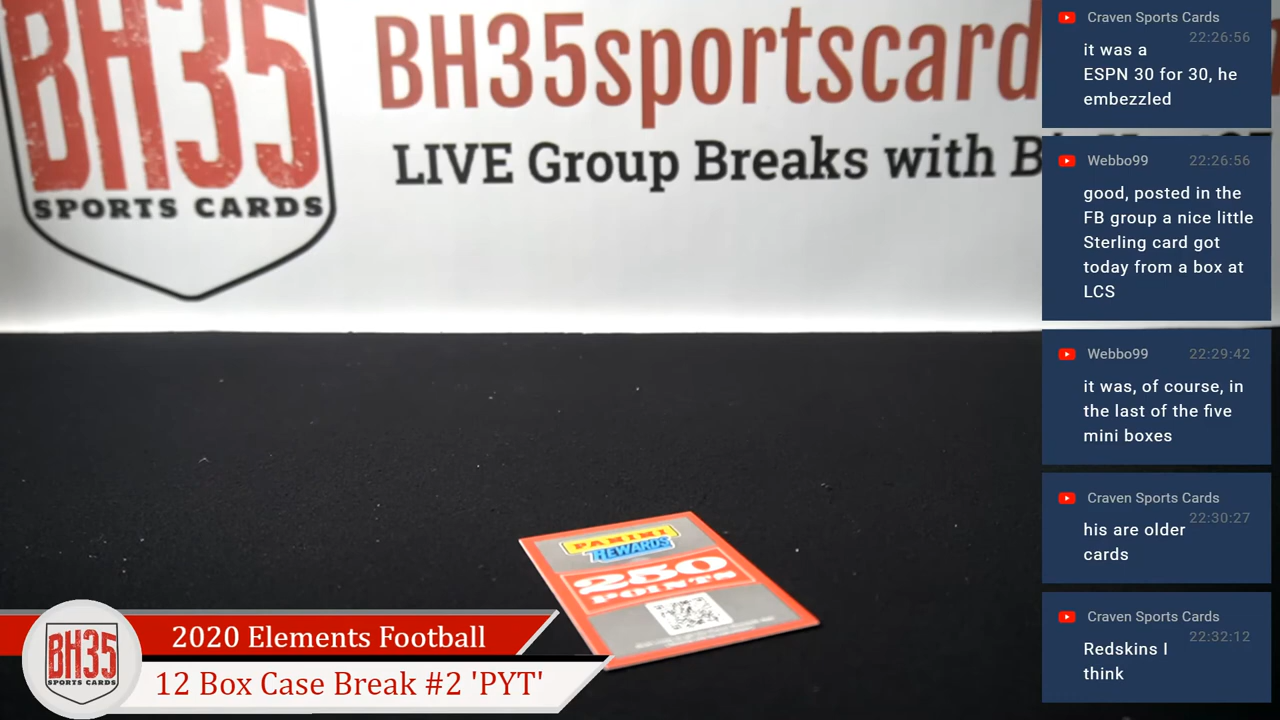 BH35
SPORTS CARDS
BH35sportscard
LIVE Group Breaks with
PANINI
REWARDS
250
POINTS
BH35
SPORTS CARDS
2020 Elements Football
12 Box Case Break #2 'PYT'
Craven Sports Cards
22:26:56
it was a
ESPN 30 for 30, he
embezzled
Webbo99 22:26:56
good, posted in the
FB group a nice little
Sterling card got
today from a box at
LCS
Webbo99 22:29:42
it was, of course, in
the last of the five
mini boxes
Craven Sports Cards
22:30:27
his are older
cards
Craven Sports Cards
22:32:12
Redskins I
think